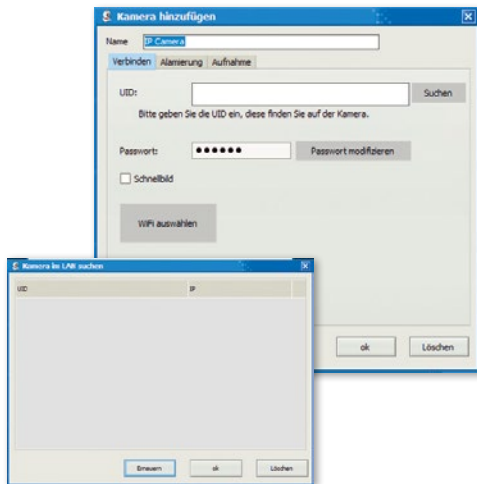 Kamera hinzufügen
Name IP Camera
Verbinden Alamierung Aufnahme
UID: Suchen
Bitte geben Sie die UID ein, diese finden Sie auf der Kamera.
Passwort: ●●●●●● Passwort modifizieren
Schnellbild
WiFi auswählen
ok Löschen
Kamera im LAN suchen
UID IP
Erneuern ok Löschen